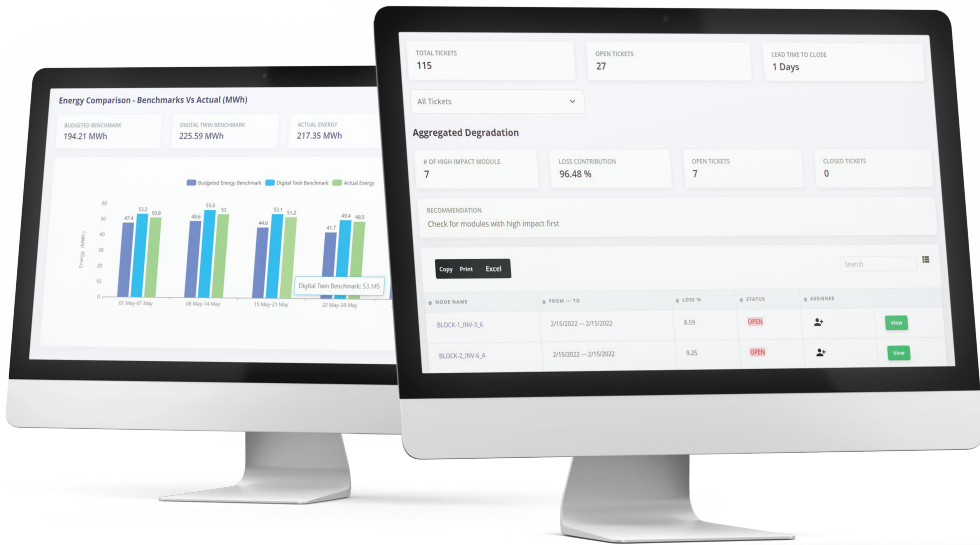 Energy Comparison - Benchmarks Vs Actual (MWh)
BUDGETED BENCHMARK
194.21 MWh
DIGITAL TWIN BENCHMARK
225.59 MWh
ACTUAL ENERGY
217.35 MWh
Budgeted Energy Benchmark Digital Twin Benchmark Actual Energy
Energy (MWh)
60
50
40
30
20
10
0
47.4 53.2 50.8
48.6 55.6 53
44.6 53.1 51.2
41.7 49.4 48.5
Digital Twin Benchmark: 53.145
01 May-07 May 08 May-14 May 15 May-21 May 22 May-28 May
TOTAL TICKETS
115
OPEN TICKETS
27
LEAD TIME TO CLOSE
1 Days
All Tickets
Aggregated Degradation
# OF HIGH IMPACT MODULE
7
LOSS CONTRIBUTION
96.48 %
OPEN TICKETS
7
CLOSED TICKETS
0
RECOMMENDATION
Check for modules with high impact first
Copy Print Excel
Search
NODE NAME FROM --- TO LOSS % STATUS ASSIGNEE
BLOCK-1_INV-3_6 2/15/2022 --- 2/15/2022 8.59 OPEN View
BLOCK-2_INV-6_4 2/15/2022 --- 2/15/2022 9.25 OPEN View